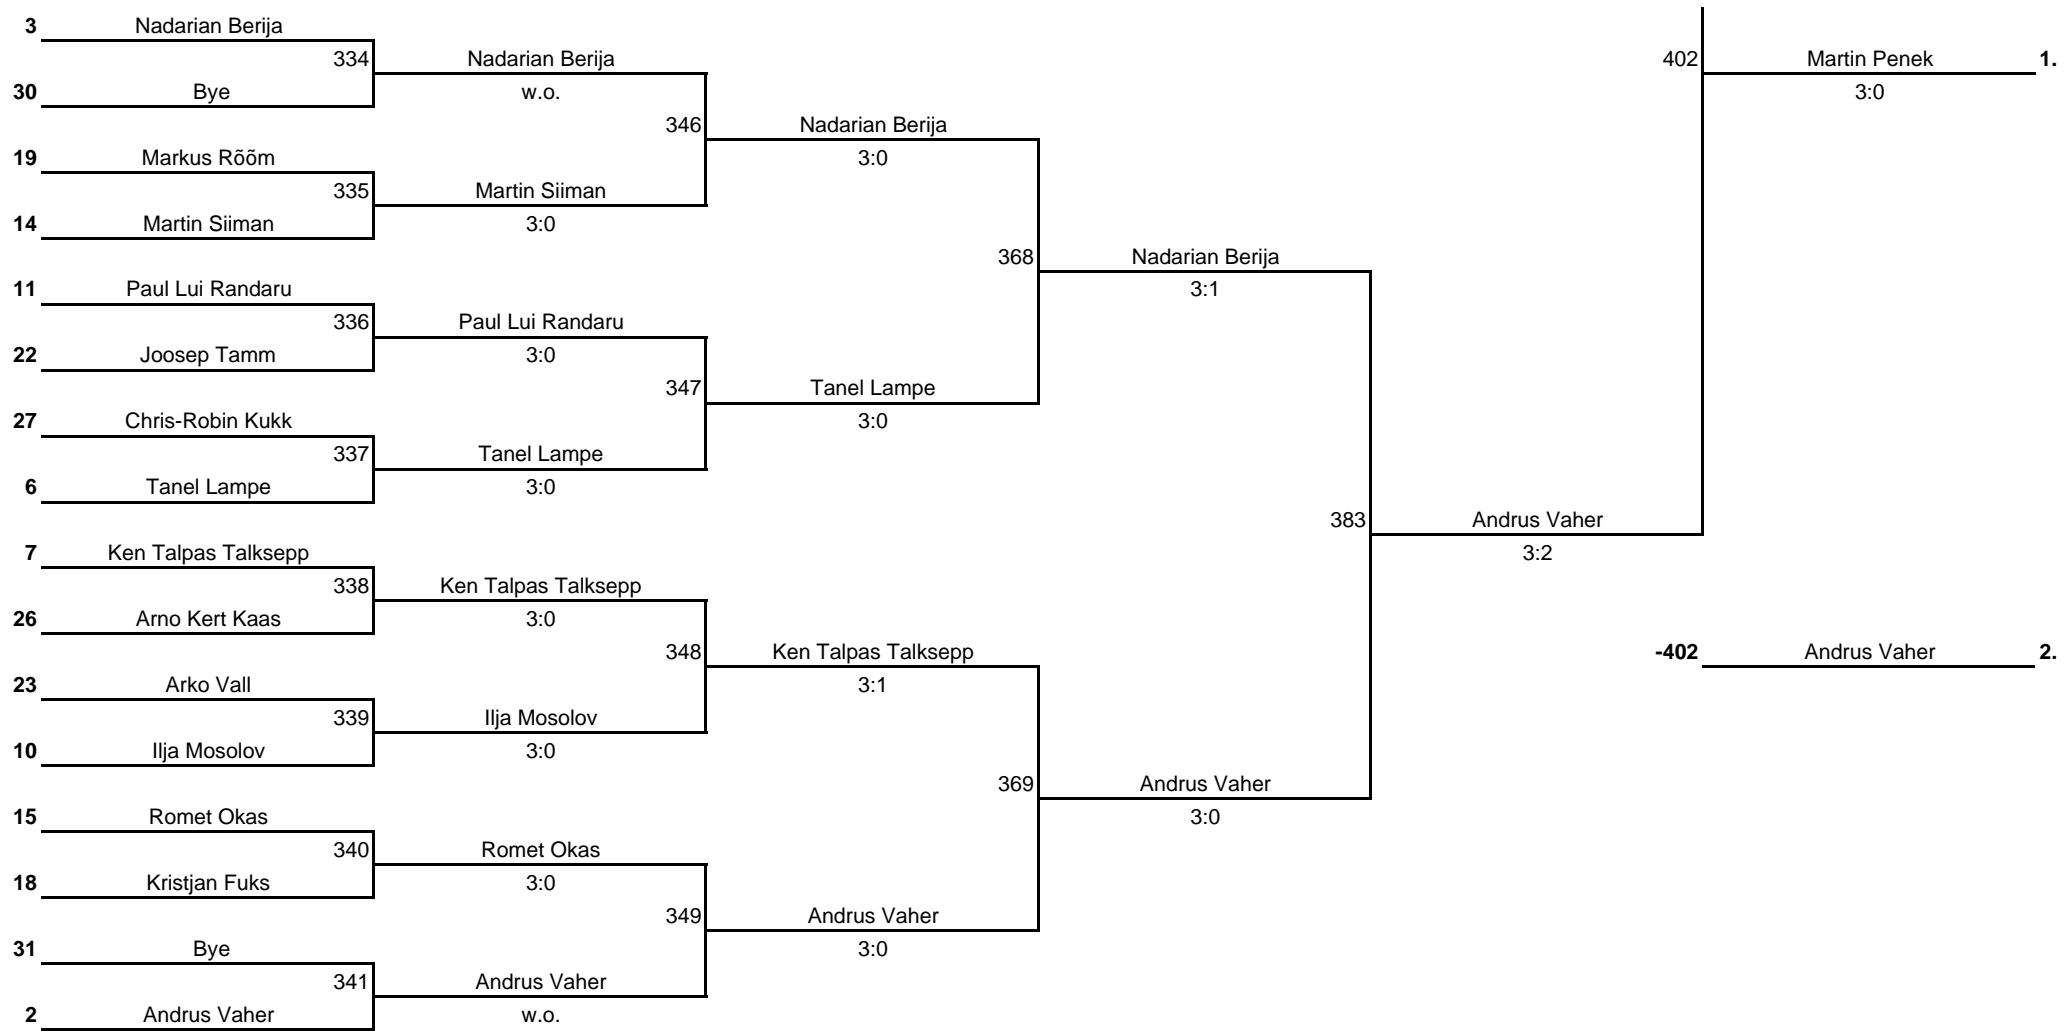 3 Nadarian Berija
334 Nadarian Berija 402 Martin Penek 1.
30 Bye w.o. 3:0
346 Nadarian Berija
19 Markus Rõõm 3:0
335 Martin Siiman
14 Martin Siiman 3:0
368 Nadarian Berija
11 Paul Lui Randaru 3:1
336 Paul Lui Randaru
22 Joosep Tamm 3:0
347 Tanel Lampe
27 Chris-Robin Kukk 3:0
337 Tanel Lampe
6 Tanel Lampe 3:0
383 Andrus Vaher
7 Ken Talpas Talksepp 3:2
338 Ken Talpas Talksepp
26 Arno Kert Kaas 3:0
348 Ken Talpas Talksepp -402 Andrus Vaher 2.
23 Arko Vall 3:1
339 Ilja Mosolov
10 Ilja Mosolov 3:0
369 Andrus Vaher
15 Romet Okas 3:0
340 Romet Okas
18 Kristjan Fuks 3:0
349 Andrus Vaher
31 Bye 3:0
341 Andrus Vaher
2 Andrus Vaher w.o.